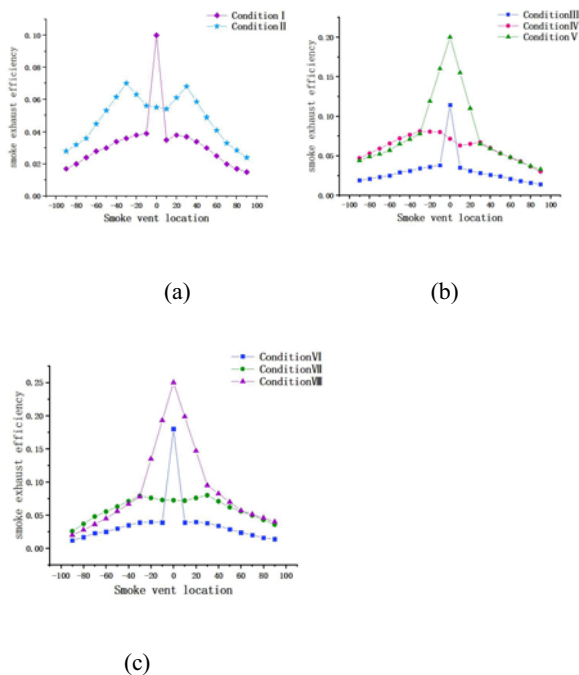 Condition Ⅰ
Condition Ⅱ
smoke exhaust efficiency
0.10
0.08
0.06
0.04
0.02
0.00
-100 -80 -60 -40 -20 0 20 40 60 80 100
Smoke vent location
(a)
ConditionⅢ
ConditionⅣ
ConditionⅤ
smoke exhaust efficiency
0.20
0.15
0.10
0.05
0.00
-100 -80 -60 -40 -20 0 20 40 60 80 100
Smoke vent location
(b)
ConditionⅥ
ConditionⅦ
ConditionⅧ
smoke exhaust efficiency
0.25
0.20
0.15
0.10
0.05
0.00
-100 -80 -60 -40 -20 0 20 40 60 80 100
Smoke vent location
(c)